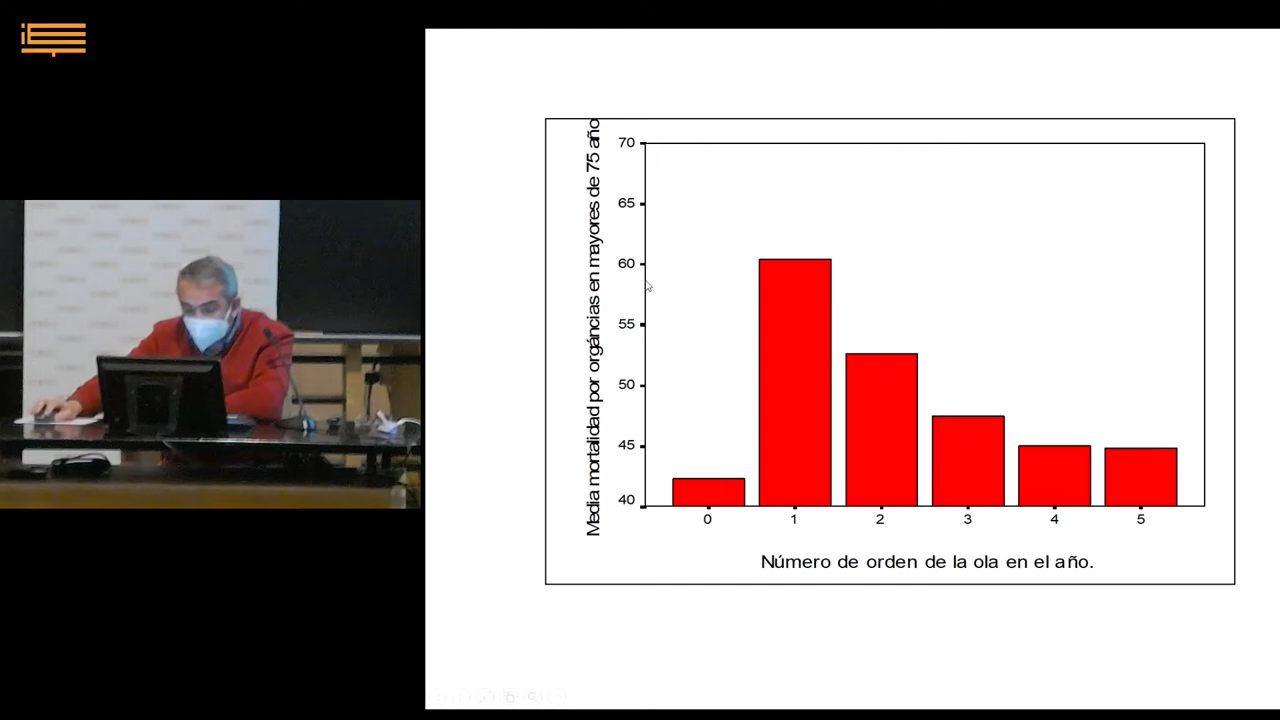 Media mortalidad por orgáncias en mayores de 75 año
70
65
60
55
50
45
40
0 1 2 3 4 5
Número de orden de la ola en el año.